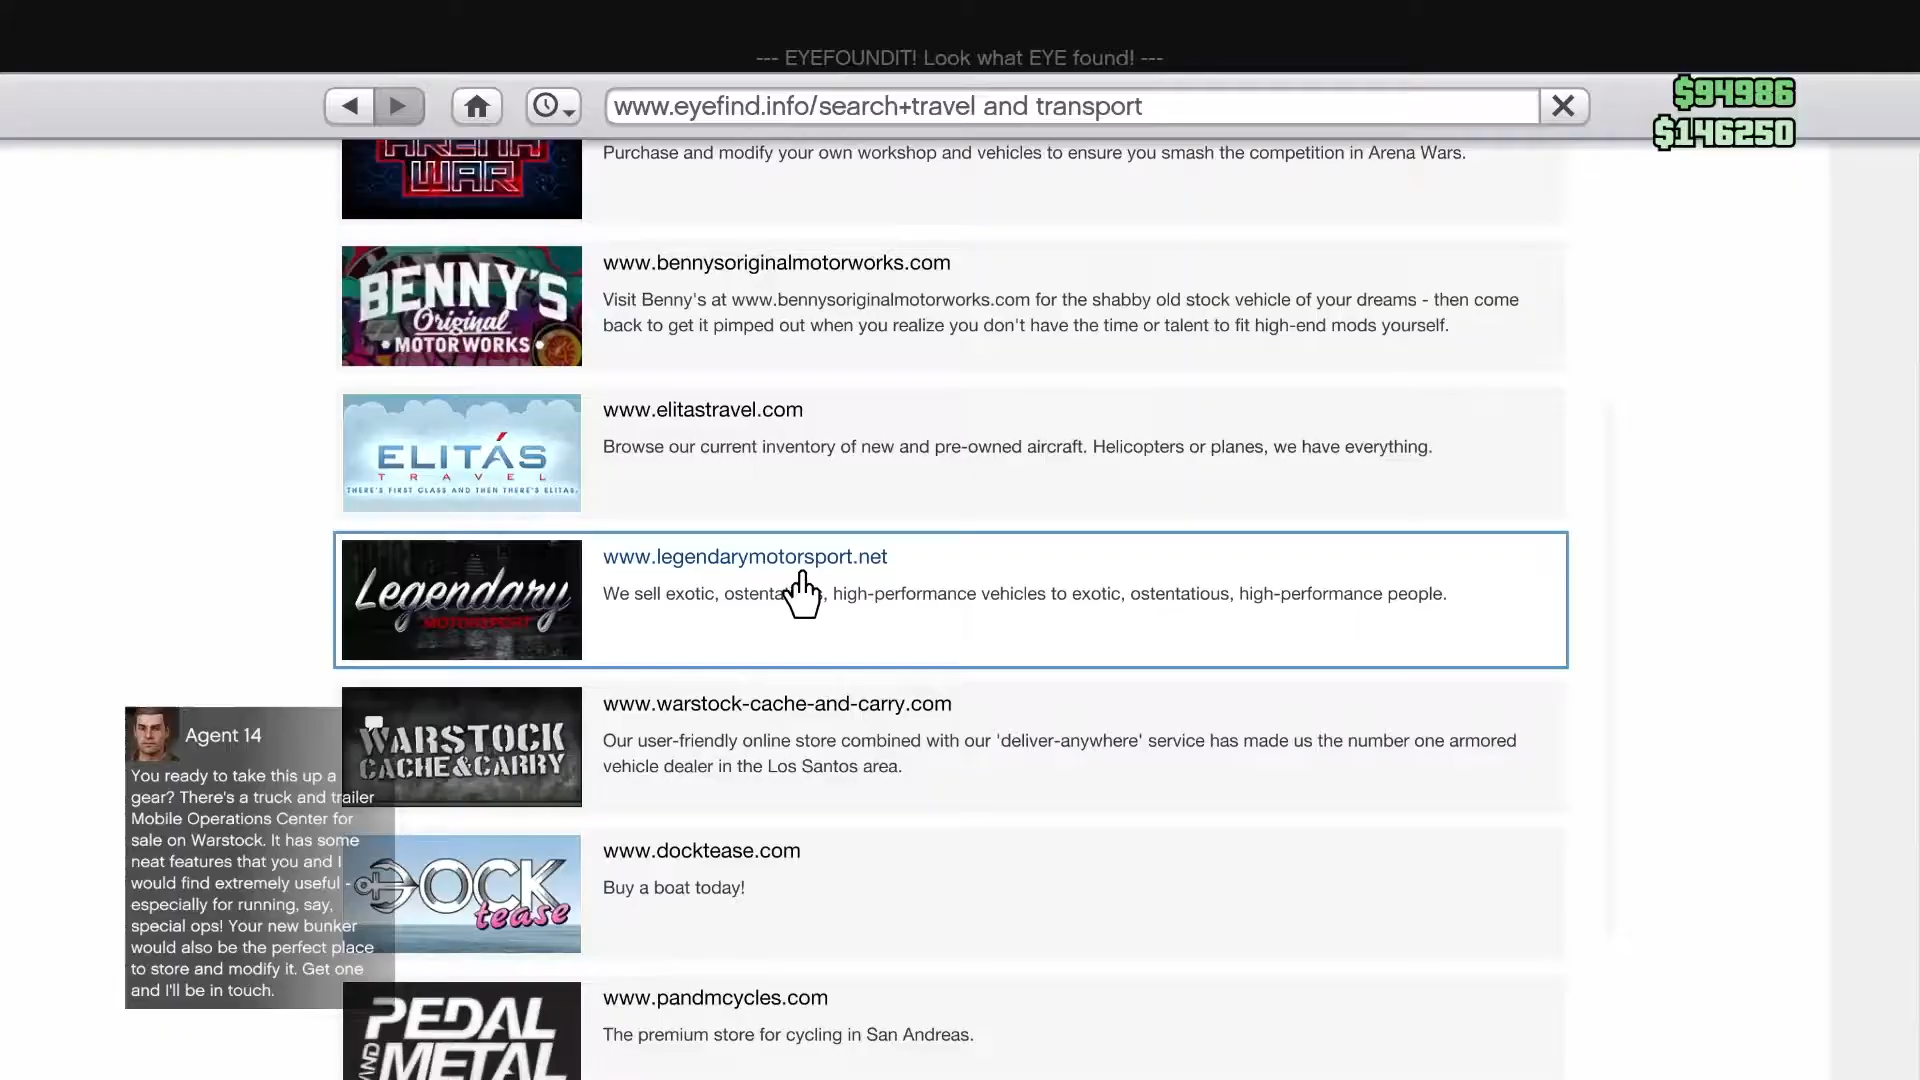 --- EYEFOUNDIT! Look what EYE found! ---
www.eyefind.info/search+travel and transport
$94986
$146250
ARENA
WAR
Purchase and modify your own workshop and vehicles to ensure you smash the competition in Arena Wars.
BENNY'S
Original
• MOTOR WORKS •
www.bennysoriginalmotorworks.com
Visit Benny's at www.bennysoriginalmotorworks.com for the shabby old stock vehicle of your dreams - then come
back to get it pimped out when you realize you don't have the time or talent to fit high-end mods yourself.
ELITÁS
TRAVEL
THERE'S FIRST CLASS AND THEN THERE'S ELITAS.
www.elitastravel.com
Browse our current inventory of new and pre-owned aircraft. Helicopters or planes, we have everything.
Legendary
MOTORSPORT
www.legendarymotorsport.net
We sell exotic, ostenta , high-performance vehicles to exotic, ostentatious, high-performance people.
WARSTOCK
CACHE&CARRY
www.warstock-cache-and-carry.com
Our user-friendly online store combined with our 'deliver-anywhere' service has made us the number one armored
vehicle dealer in the Los Santos area.
Agent 14
You ready to take this up a
gear? There's a truck and trailer
Mobile Operations Center for
sale on Warstock. It has some
neat features that you and I
would find extremely useful -
especially for running, say,
special ops! Your new bunker
would also be the perfect place
to store and modify it. Get one
and I'll be in touch.
DOCK
tease
www.docktease.com
Buy a boat today!
PEDAL
AND
METAL
www.pandmcycles.com
The premium store for cycling in San Andreas.